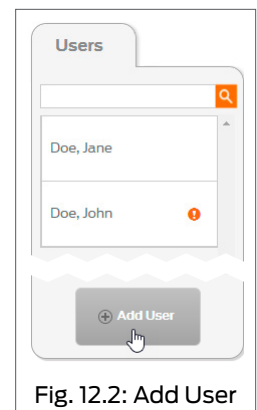 Users
Doe, Jane
Doe, John
Add User
Fig. 12.2: Add User